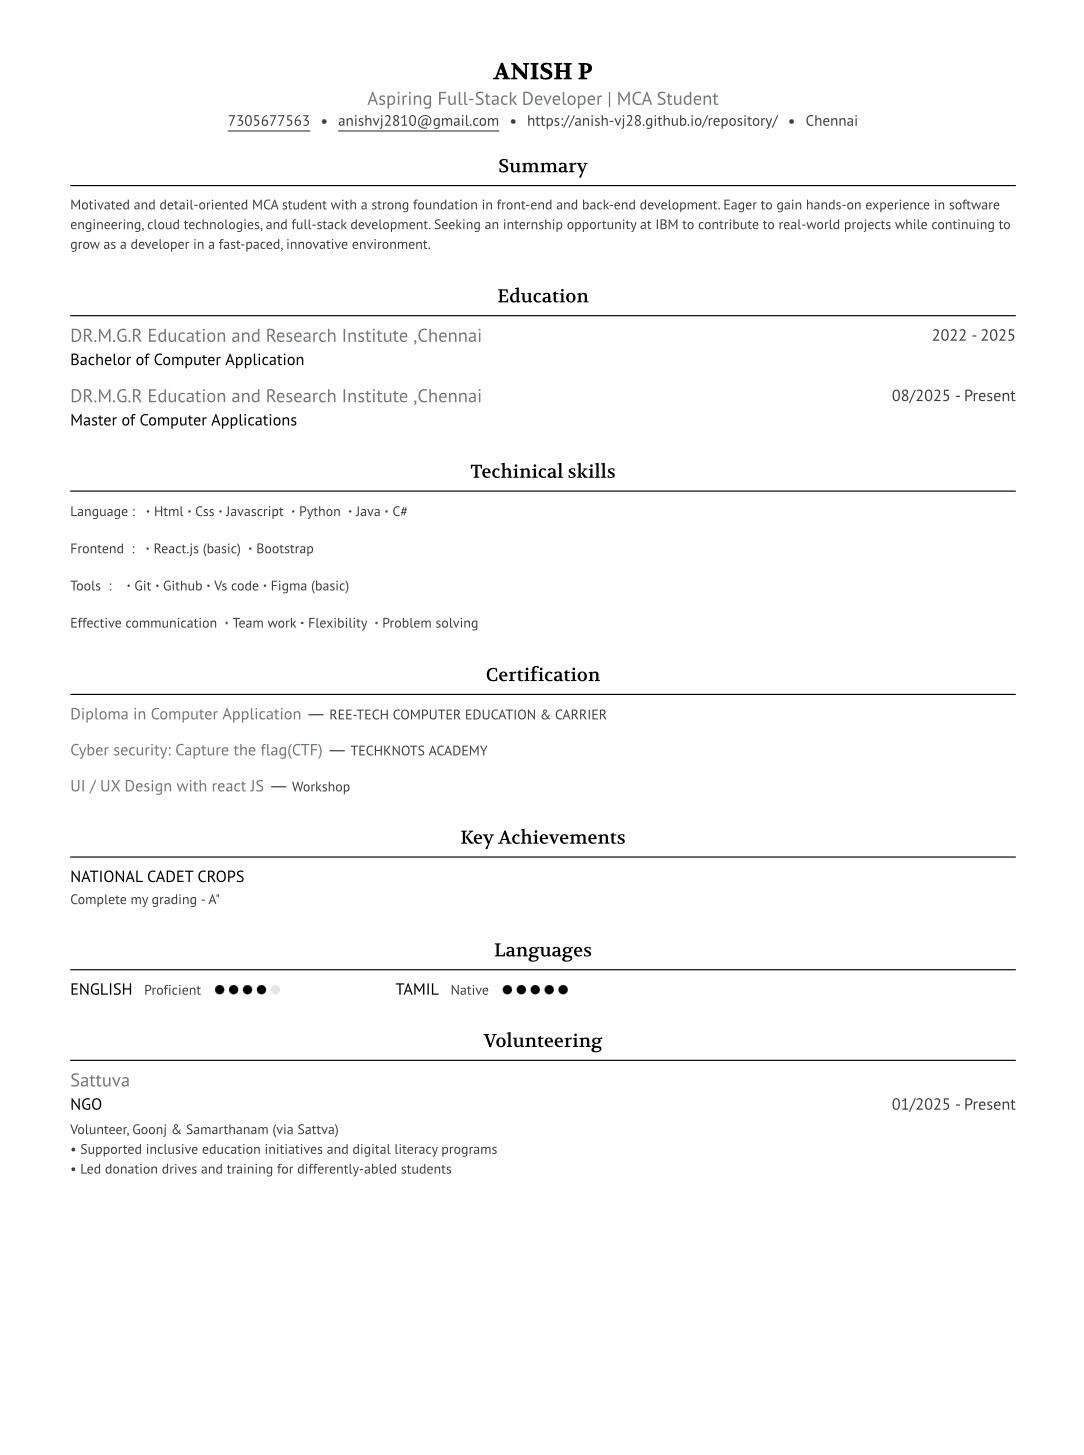 ANISH P
Aspiring Full-Stack Developer | MCA Student
7305677563 • anishvj2810@gmail.com • https://anish-vj28.github.io/repository/ • Chennai
Summary
Motivated and detail-oriented MCA student with a strong foundation in front-end and back-end development. Eager to gain hands-on experience in software
engineering, cloud technologies, and full-stack development. Seeking an internship opportunity at IBM to contribute to real-world projects while continuing to
grow as a developer in a fast-paced, innovative environment.
Education
DR.M.G.R Education and Research Institute ,Chennai 2022 - 2025
Bachelor of Computer Application
DR.M.G.R Education and Research Institute ,Chennai 08/2025 - Present
Master of Computer Applications
Techinical skills
Language : · Html · Css · Javascript · Python · Java · C#
Frontend : · React.js (basic) · Bootstrap
Tools : · Git · Github · Vs code · Figma (basic)
Effective communication · Team work · Flexibility · Problem solving
Certification
Diploma in Computer Application — REE-TECH COMPUTER EDUCATION & CARRIER
Cyber security: Capture the flag(CTF) — TECHKNOTS ACADEMY
UI / UX Design with react JS — Workshop
Key Achievements
NATIONAL CADET CROPS
Complete my grading - A"
Languages
ENGLISH Proficient TAMIL Native
Volunteering
Sattuva
NGO 01/2025 - Present
Volunteer, Goonj & Samarthanam (via Sattva)
• Supported inclusive education initiatives and digital literacy programs
• Led donation drives and training for differently-abled students